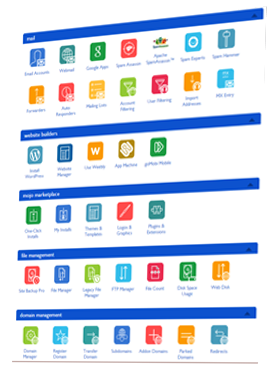 mail
Email Accounts
Webmail
Google Apps
Spam Assassin
Apache
SpamAssassin™
Spam Experts
Spam Hammer
Forwarders
Auto
Responders
Mailing Lists
Account
Filtering
User Filtering
Import
Addresses
MX Entry
website builders
Install
WordPress
Website
Manager
Use Weebly
App Machine
goMobi Mobile
mojo marketplace
One-Click
Installs
My Installs
Themes &
Templates
Logos &
Graphics
Plugins &
Extensions
file management
Site Backup Pro
File Manager
Legacy File
Manager
FTP Manager
File Count
Disk Space
Usage
Web Disk
domain management
Domain
Manager
Register
Domain
Transfer
Domain
Subdomains
Addon Domains
Parked
Domains
Redirects